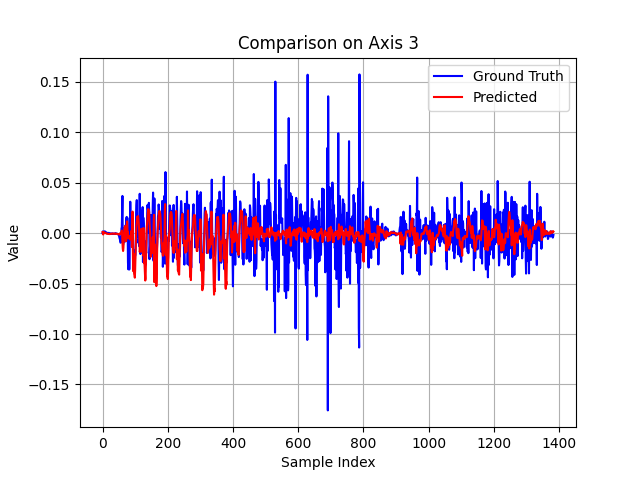 Comparison on Axis 3
Ground Truth
Predicted
0.15
0.10
0.05
0.00
−0.05
−0.10
−0.15
Value
0 200 400 600 800 1000 1200 1400
Sample Index